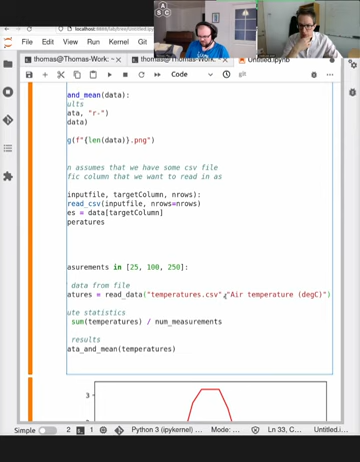 localhost:8888/lab/tree/Untitled.ipynb
File Edit View Run Kernel Git
thomas@Thomas-Work: ~ thomas@Thomas-Work: ~ Untitled.ipynb
Code
and_mean(data):
ults
ata, "r-")
data)
g(f"{len(data)}.png")
n assumes that we have some csv file
fic column that we want to read in as
inputfile, targetColumn, nrows):
read_csv(inputfile, nrows=nrows)
es = data[targetColumn]
peratures
asurements in [25, 100, 250]:
data from file
atures = read_data("temperatures.csv","Air temperature (degC)")
ute statistics
sum(temperatures) / num_measurements
results
ata_and_mean(temperatures)
3
Simple 2 1 Python 3 (ipykernel) ... Mode: ... Ln 33, C... Untitled....